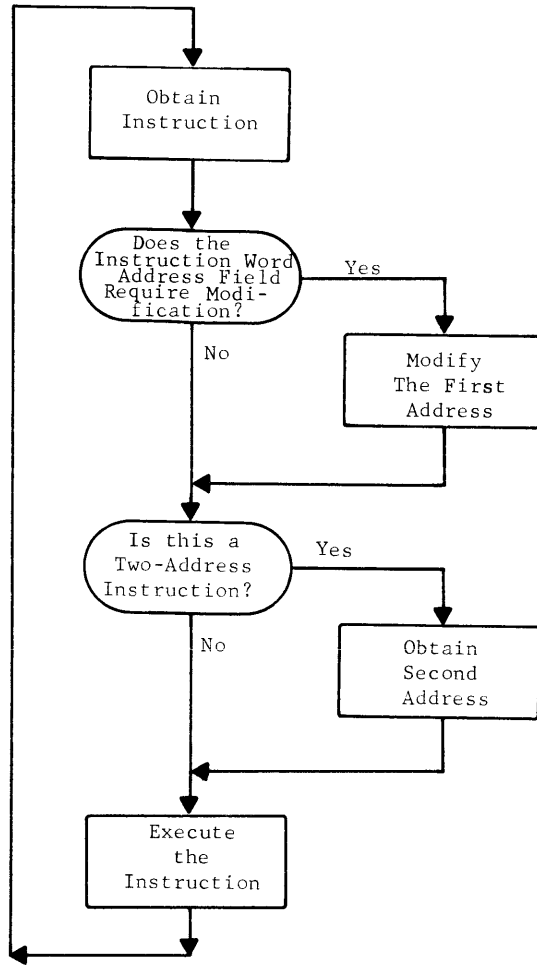 Obtain
Instruction
Does the
Instruction Word
Address Field
Require Modi-
fication?
Yes
No
Modify
The First
Address
Is this a
Two-Address
Instruction?
Yes
No
Obtain
Second
Address
Execute
the
Instruction